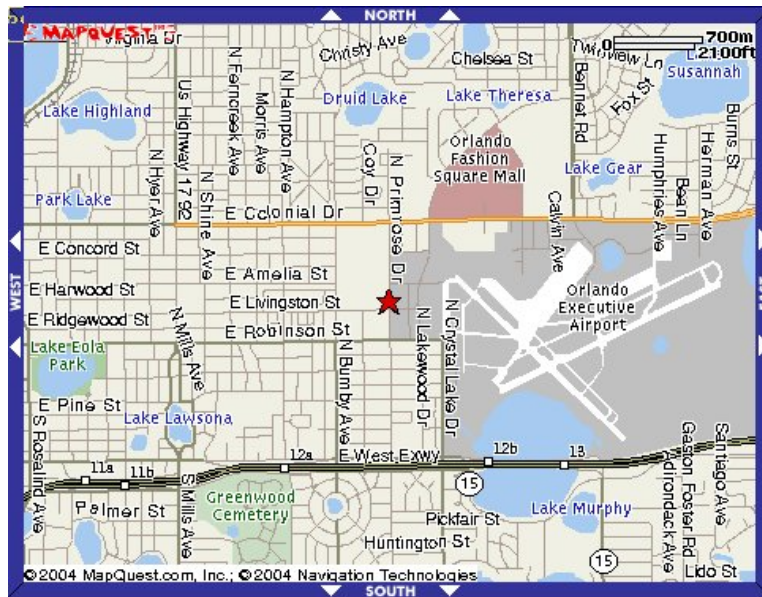 NORTH
MAPQUEST
700m
2100ft
0
Virginia Dr
Christy Ave
Chelsea St
Twinview Ln
Susannah
Fox St
Burns St
Lake Highland
Us Highway 17 92
N Ferncreek Ave
Morris Ave
N Hampton Ave
Druid Lake
Lake Theresa
Bennet Rd
Orlando
Fashion
Square Mall
Lake Gear
Humphries Ave
Bean Ln
Herman Ave
Park Lake
N Hyer Ave
N Shine Ave
Coy Dr
N Primrose Dr
E Colonial Dr
Calvin Ave
WEST
E Concord St
E Amelia St
E Harwood St
E Livingston St
E Ridgewood St
E Robinson St
Orlando
Executive
Airport
N Mills Ave
N Lakewood Dr
N Crystal Lake Dr
Lake Eola
Park
E Pine St
Lake Lawsona
N Bumby Ave
S Rosalind Ave
E West Exwy
11a
11b
12a
12b
13
15
Gaston Foster Rd
Adirondack Ave
Santiago Ave
Palmer St
S Mills Ave
Greenwood
Cemetery
Pickfair St
Lake Murphy
Huntington St
15
Lido St
© 2004 MapQuest.com, Inc.; © 2004 Navigation Technologies
SOUTH